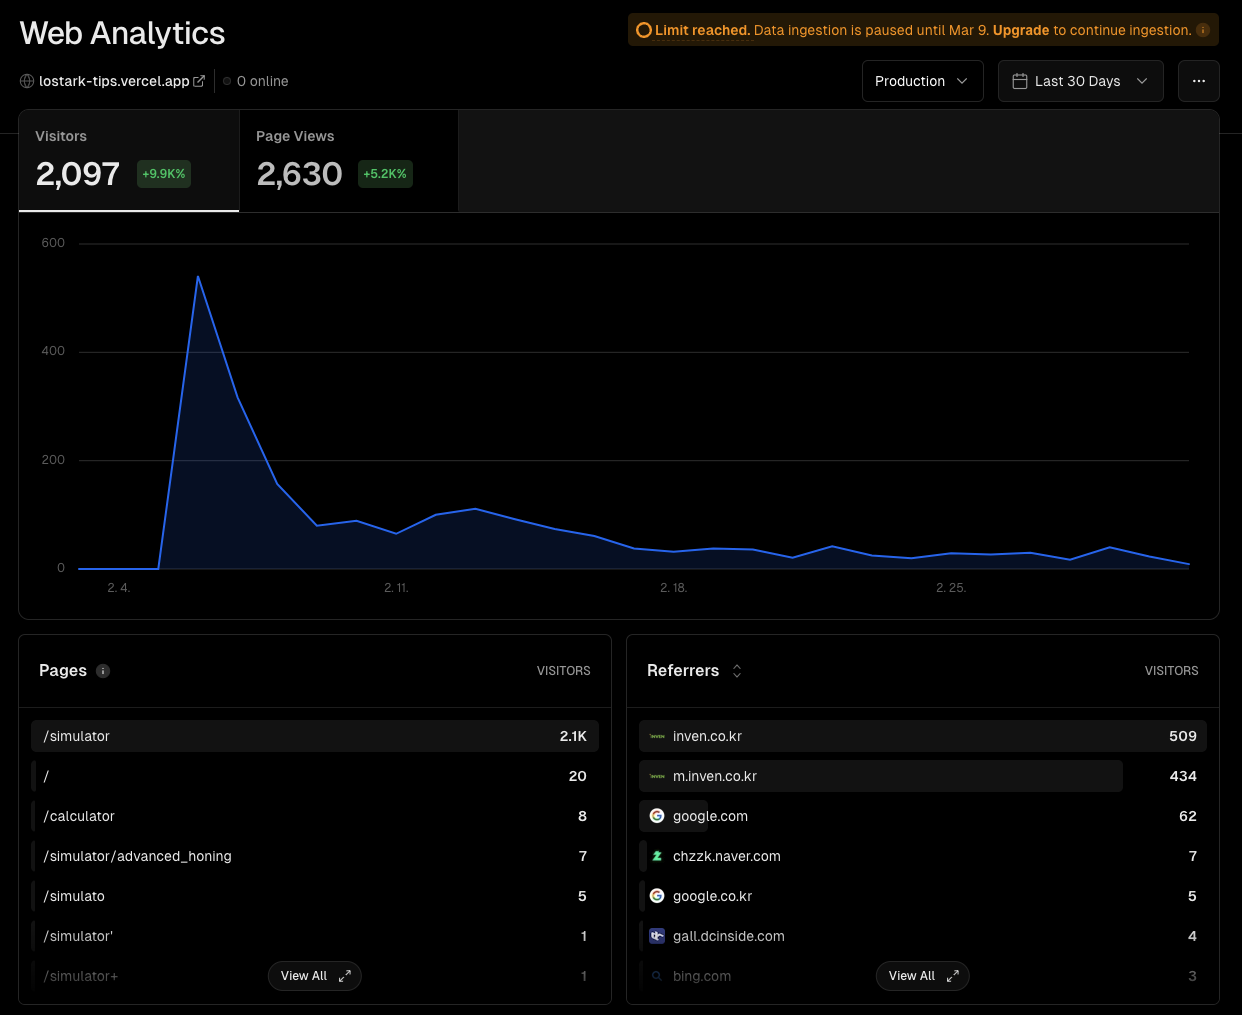 Web Analytics
Limit reached. Data ingestion is paused until Mar 9. Upgrade to continue ingestion.
lostark-tips.vercel.app
0 online
Production
Last 30 Days
Visitors
2,097 +9.9K%
Page Views
2,630 +5.2K%
600
400
200
0
2. 4.
2. 11.
2. 18.
2. 25.
Pages
VISITORS
/simulator 2.1K
/ 20
/calculator 8
/simulator/advanced_honing 7
/simulato 5
/simulator' 1
/simulator+ 1
View All
Referrers
VISITORS
inven.co.kr 509
m.inven.co.kr 434
google.com 62
chzzk.naver.com 7
google.co.kr 5
gall.dcinside.com 4
bing.com 3
View All